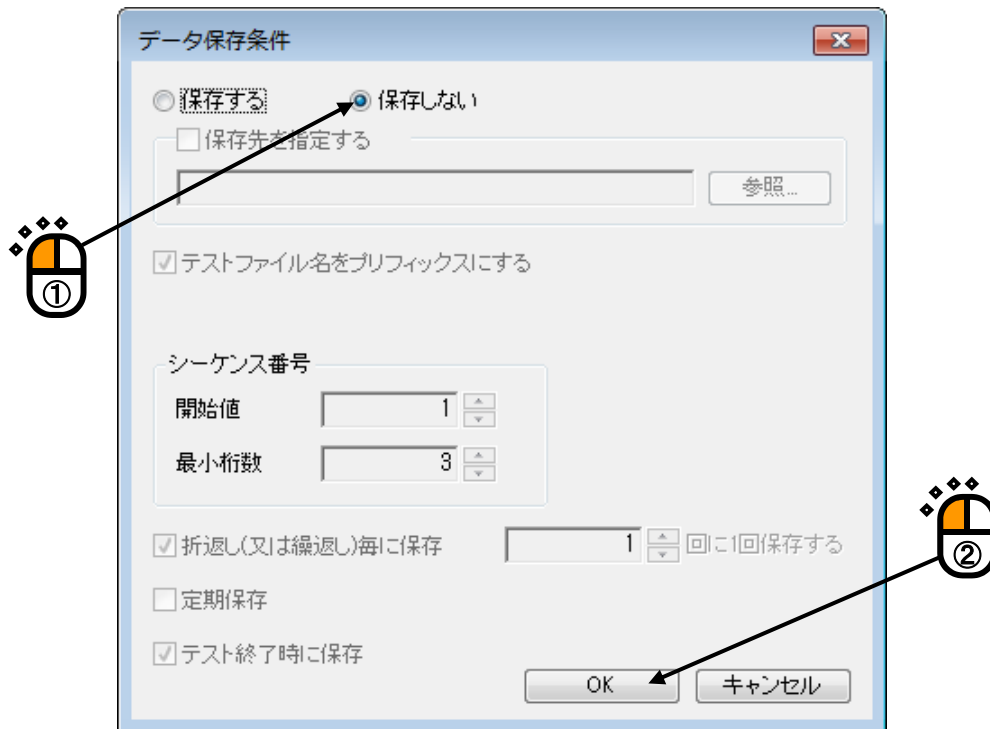 データ保存条件
保存する 保存しない
保存先を指定する
参照...
テストファイル名をプリフィックスにする
①
シーケンス番号
開始値 1
最小桁数 3
折返し(又は繰返し)毎に保存 1 回に1回保存する
②
定期保存
テスト終了時に保存
OK キャンセル